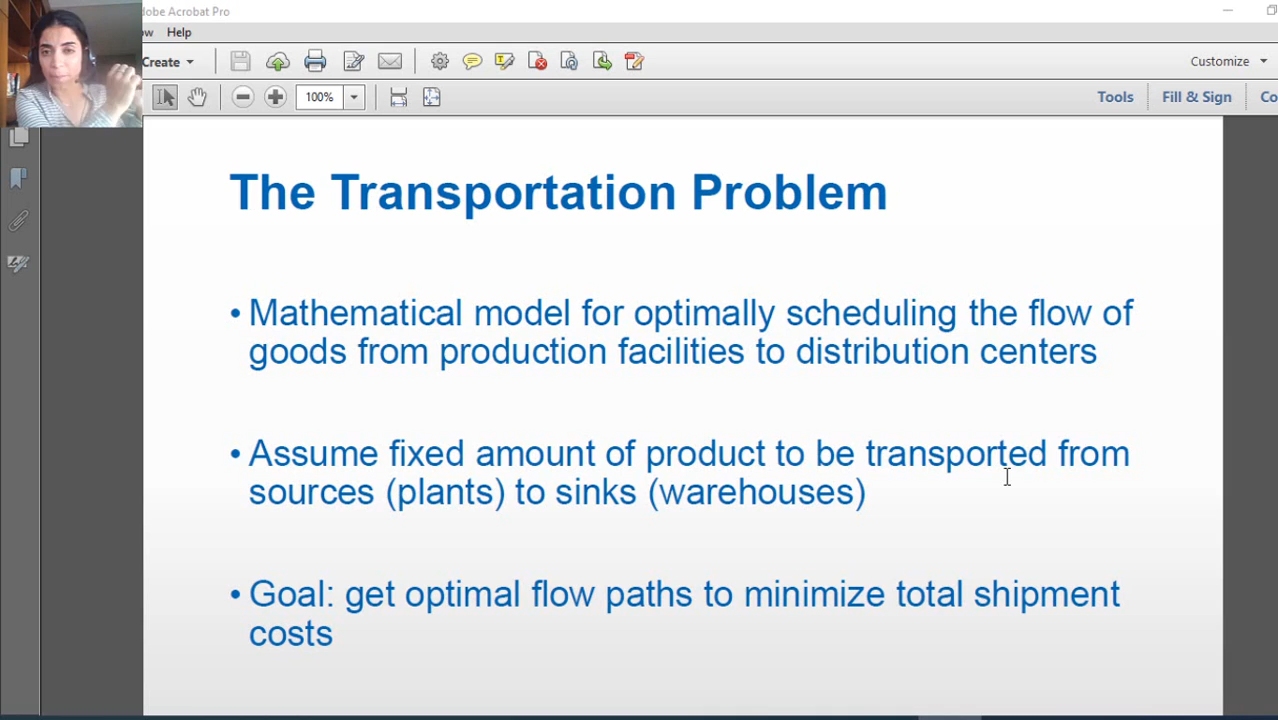 dobe Acrobat Pro
ow Help
Create Customize
100% Tools Fill & Sign Co
The Transportation Problem
• Mathematical model for optimally scheduling the flow of
goods from production facilities to distribution centers
• Assume fixed amount of product to be transported from
sources (plants) to sinks (warehouses)
• Goal: get optimal flow paths to minimize total shipment
costs